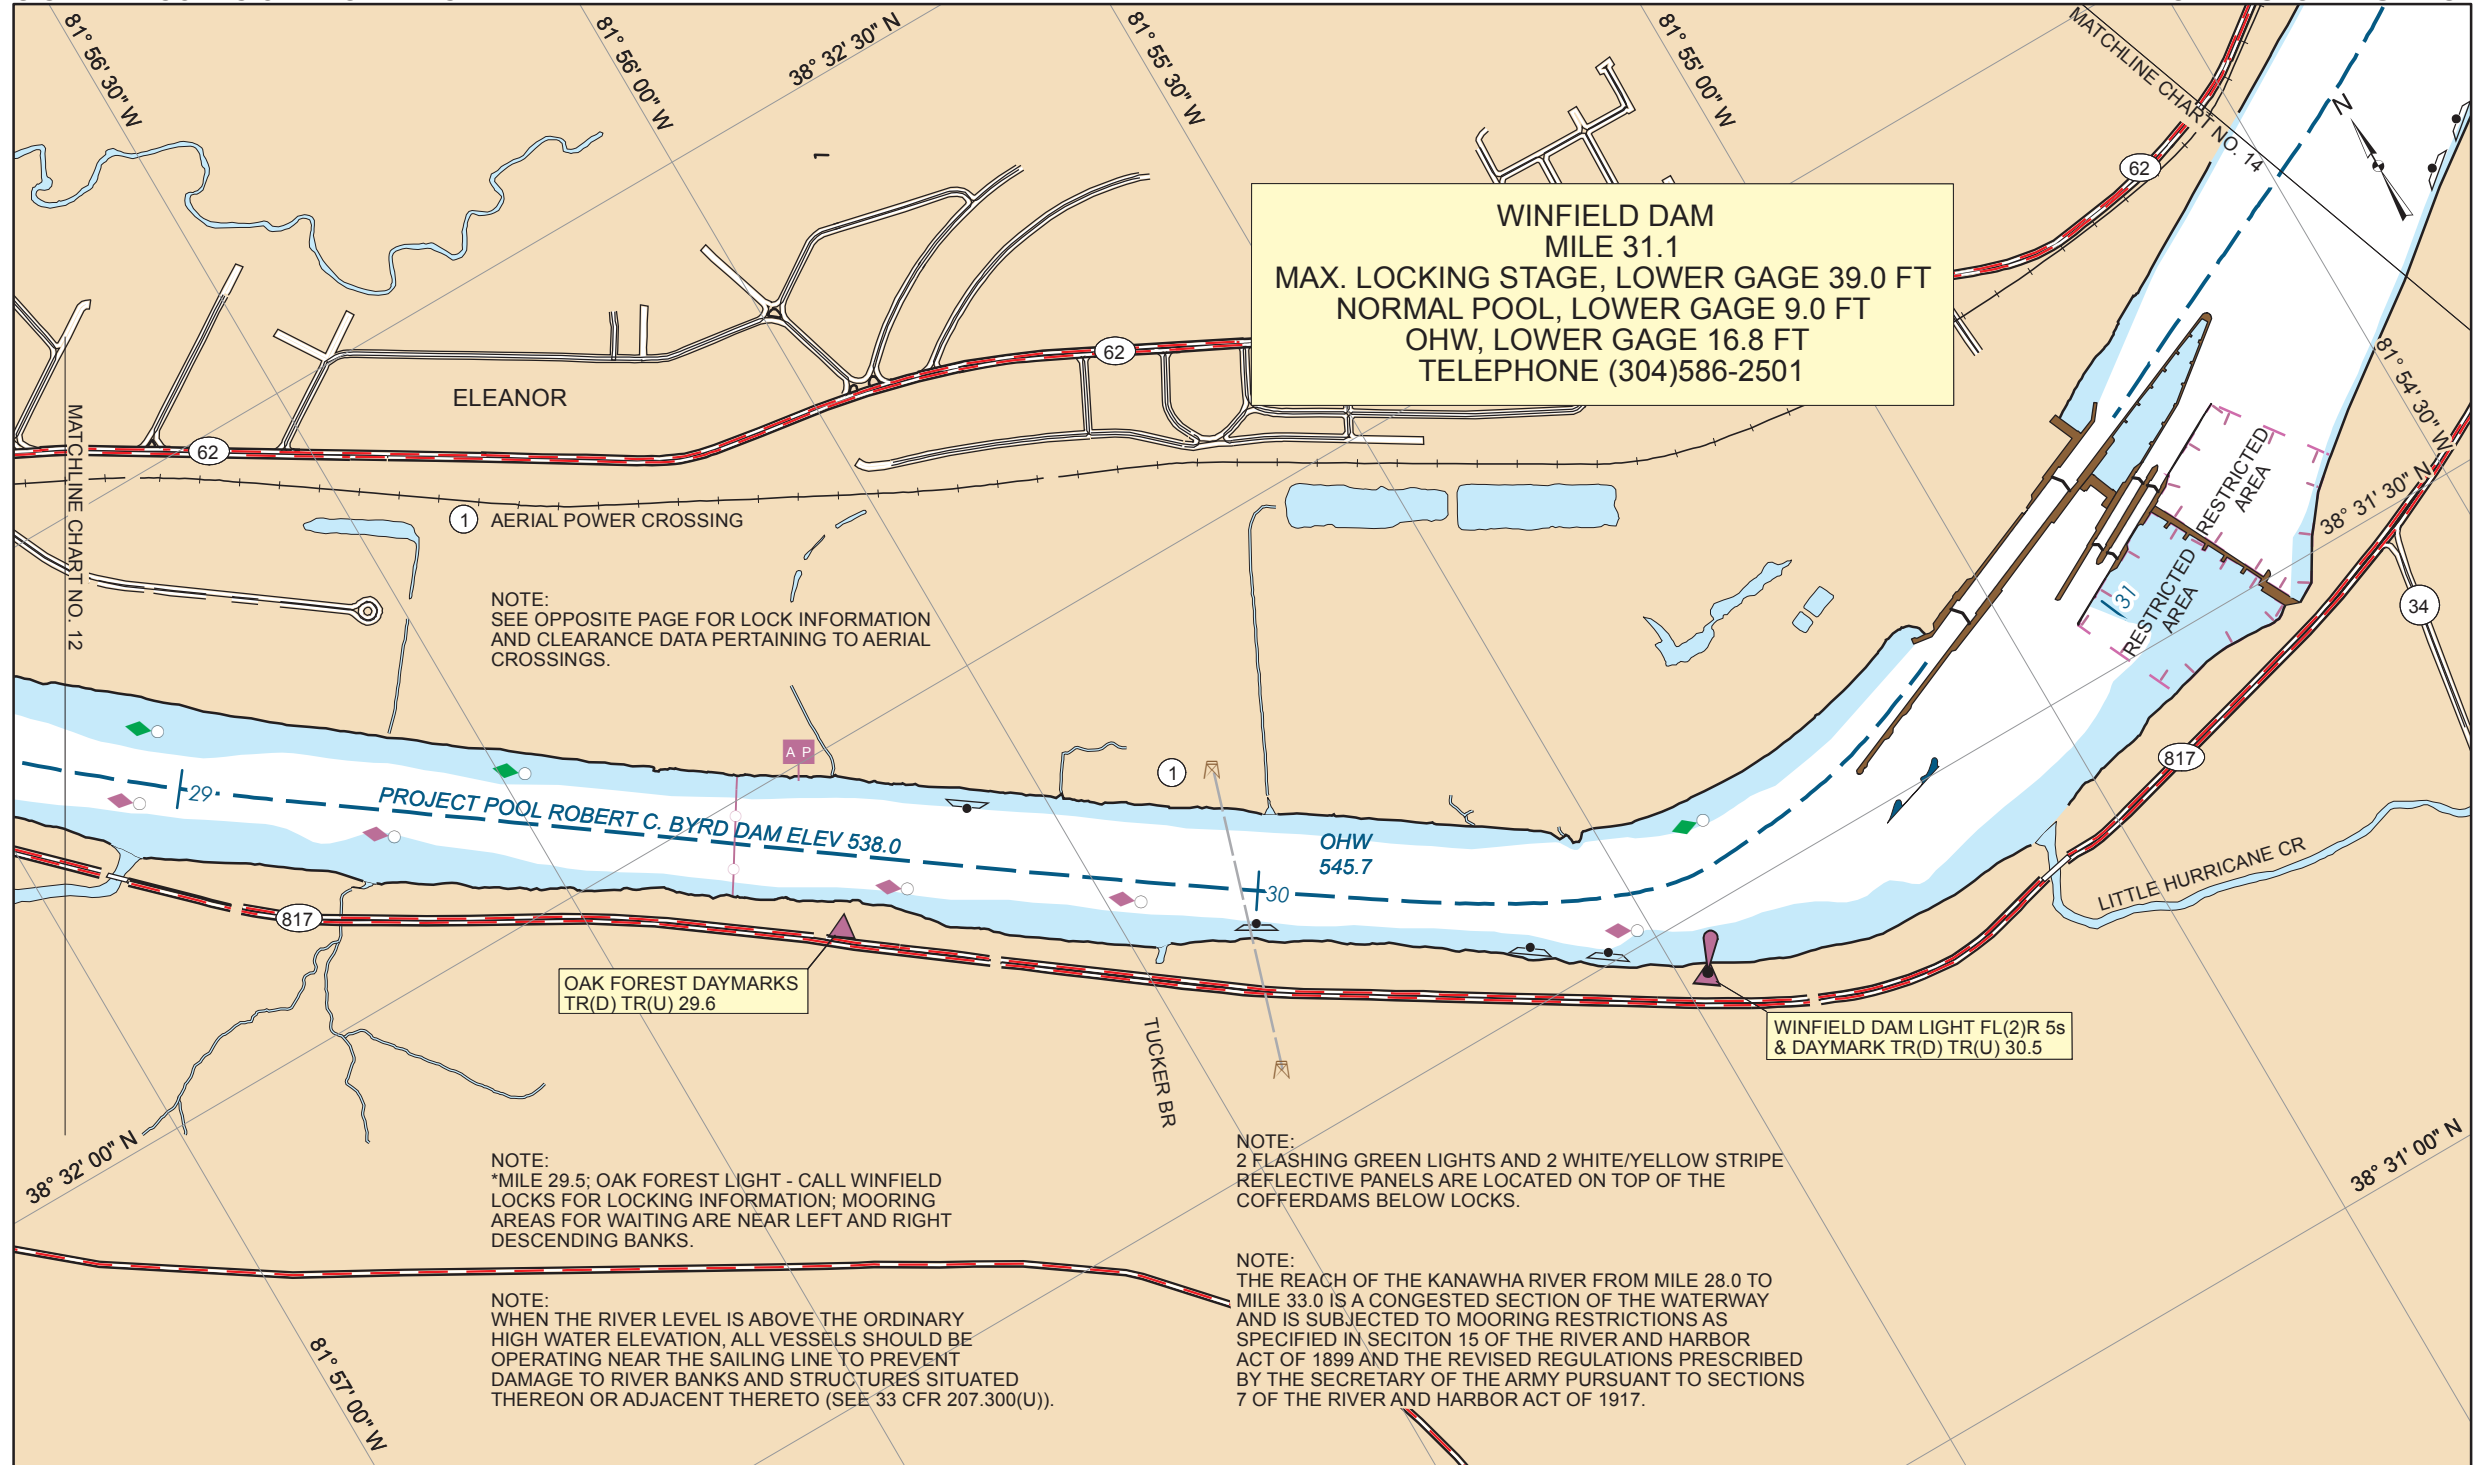 81° 56' 30" W
81° 56' 00" W
38° 32' 30" N
81° 55' 30" W
81° 55' 00" W
MATCHLINE CHART NO. 14
N
62
WINFIELD DAM
MILE 31.1
MAX. LOCKING STAGE, LOWER GAGE 39.0 FT
NORMAL POOL, LOWER GAGE 9.0 FT
OHW, LOWER GAGE 16.8 FT
TELEPHONE (304)586-2501
62
ELEANOR
62
MATCHLINE CHART NO. 12
81° 54' 30" W
38° 31' 30" N
RESTRICTED
AREA
RESTRICTED
AREA
31
34
1 AERIAL POWER CROSSING
NOTE:
SEE OPPOSITE PAGE FOR LOCK INFORMATION
AND CLEARANCE DATA PERTAINING TO AERIAL
CROSSINGS.
A P
1
817
29
PROJECT POOL ROBERT C. BYRD DAM ELEV 538.0
OHW
545.7
30
LITTLE HURRICANE CR
817
OAK FOREST DAYMARKS
TR(D) TR(U) 29.6
TUCKER BR
WINFIELD DAM LIGHT FL(2)R 5s
& DAYMARK TR(D) TR(U) 30.5
38° 32' 00" N
38° 31' 00" N
NOTE:
*MILE 29.5; OAK FOREST LIGHT - CALL WINFIELD
LOCKS FOR LOCKING INFORMATION; MOORING
AREAS FOR WAITING ARE NEAR LEFT AND RIGHT
DESCENDING BANKS.
NOTE:
2 FLASHING GREEN LIGHTS AND 2 WHITE/YELLOW STRIPE
REFLECTIVE PANELS ARE LOCATED ON TOP OF THE
COFFERDAMS BELOW LOCKS.
NOTE:
WHEN THE RIVER LEVEL IS ABOVE THE ORDINARY
HIGH WATER ELEVATION, ALL VESSELS SHOULD BE
OPERATING NEAR THE SAILING LINE TO PREVENT
DAMAGE TO RIVER BANKS AND STRUCTURES SITUATED
THEREON OR ADJACENT THERETO (SEE 33 CFR 207.300(U)).
NOTE:
THE REACH OF THE KANAWHA RIVER FROM MILE 28.0 TO
MILE 33.0 IS A CONGESTED SECTION OF THE WATERWAY
AND IS SUBJECTED TO MOORING RESTRICTIONS AS
SPECIFIED IN SECITON 15 OF THE RIVER AND HARBOR
ACT OF 1899 AND THE REVISED REGULATIONS PRESCRIBED
BY THE SECRETARY OF THE ARMY PURSUANT TO SECTIONS
7 OF THE RIVER AND HARBOR ACT OF 1917.
81° 57' 00" W